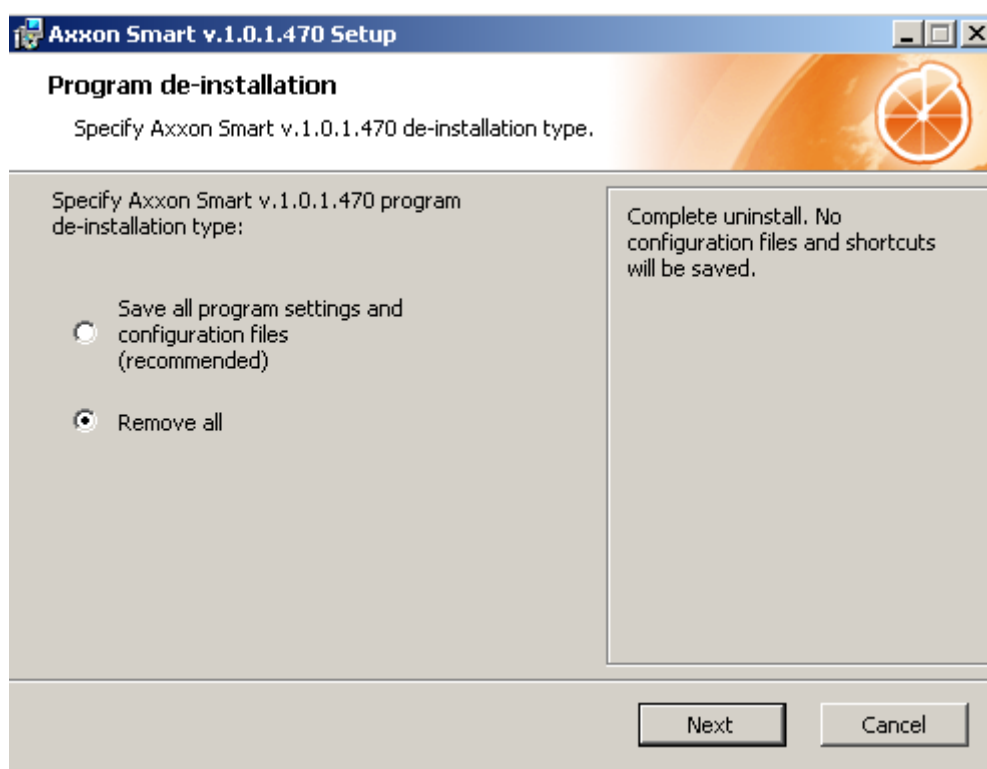 Axxon Smart v.1.0.1.470 Setup
Program de-installation
Specify Axxon Smart v.1.0.1.470 de-installation type.
Specify Axxon Smart v.1.0.1.470 program
de-installation type:
Save all program settings and
configuration files
(recommended)
Remove all
Complete uninstall. No
configuration files and shortcuts
will be saved.
Next
Cancel